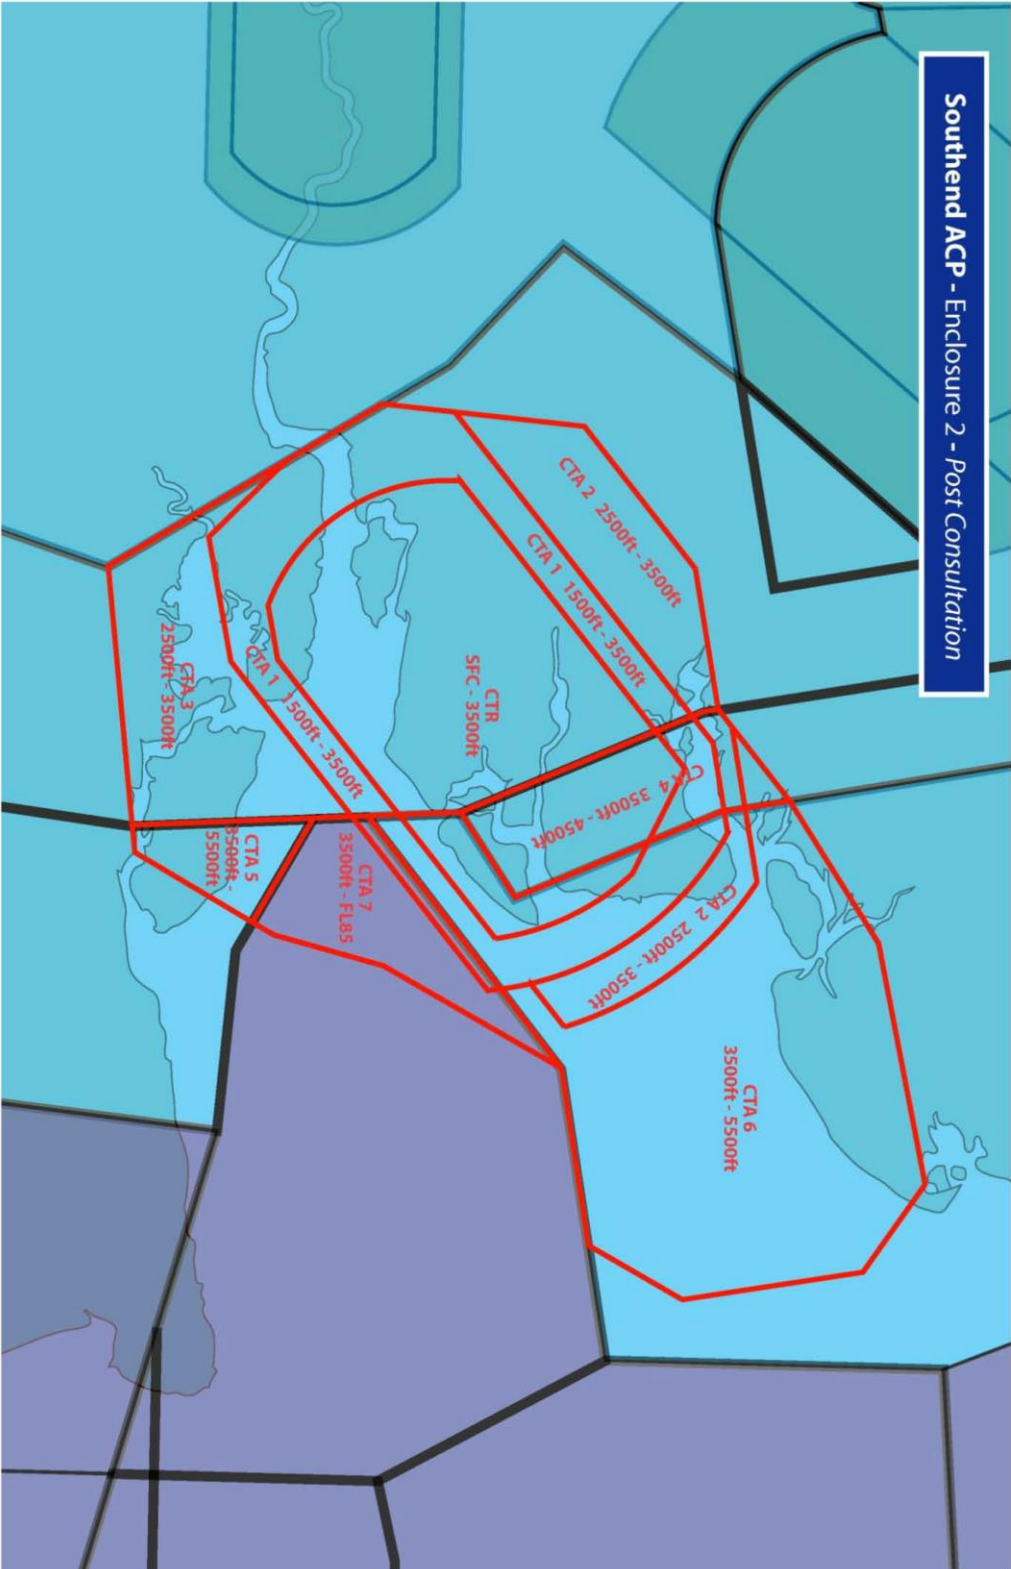 Southend ACP - Enclosure 2 - Post Consultation
CTA 2 2500ft - 3500ft
CTA 1 1500ft - 3500ft
CTR
SFC - 3500ft
CTA 4 3500ft - 4500ft
CTA 2 2500ft - 3500ft
CTA 6
3500ft - 5500ft
CTA 1 1500ft - 3500ft
CTA 3
2500ft - 3500ft
CTA 5
3500ft -
5500ft
CTA 7
3500ft - FL85